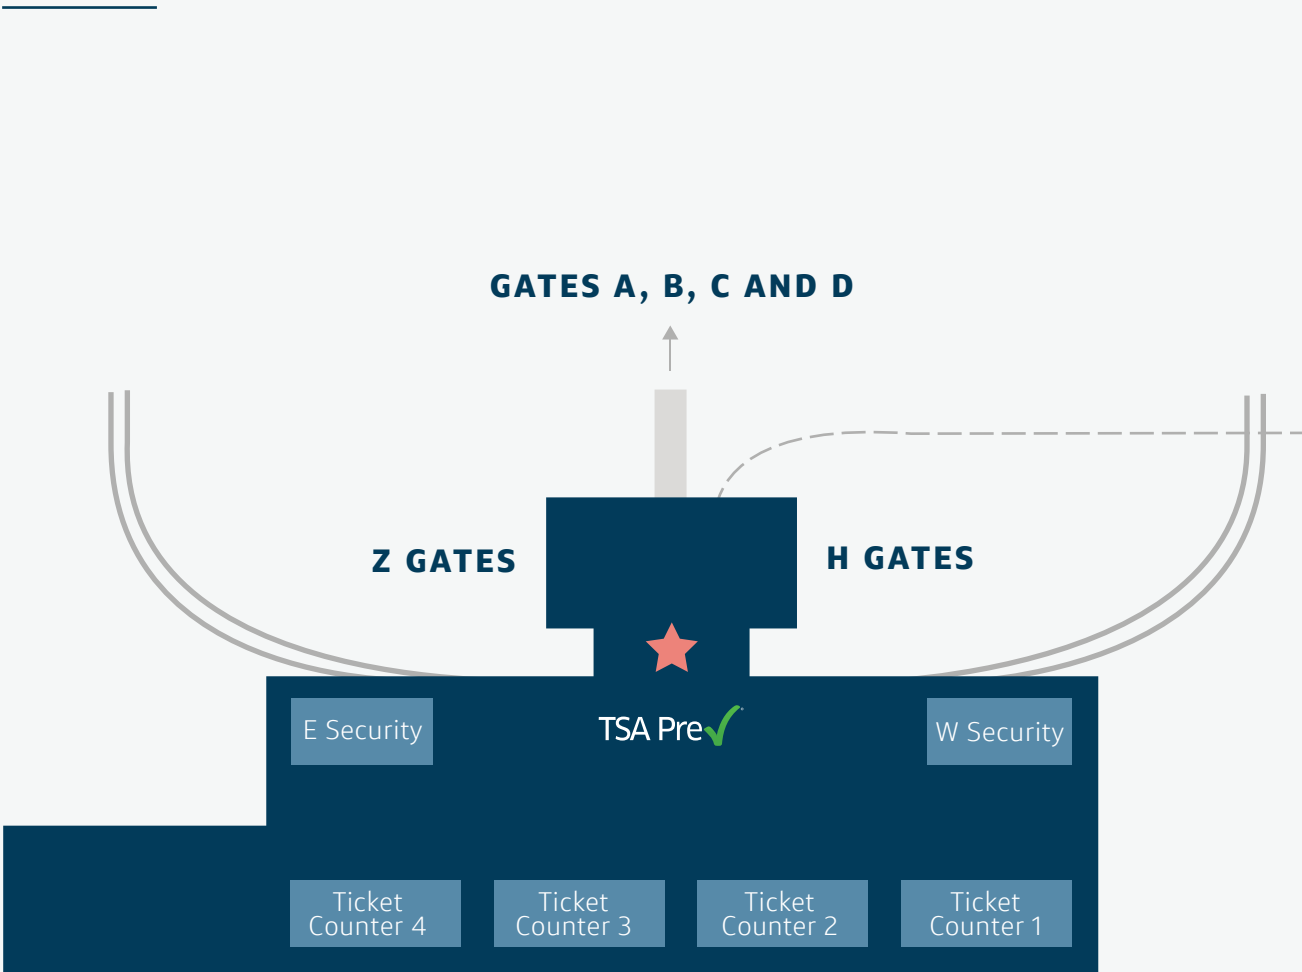 GATES A, B, C AND D
Z GATES
H GATES
E Security
TSA Pre
W Security
Ticket
Counter 4
Ticket
Counter 3
Ticket
Counter 2
Ticket
Counter 1